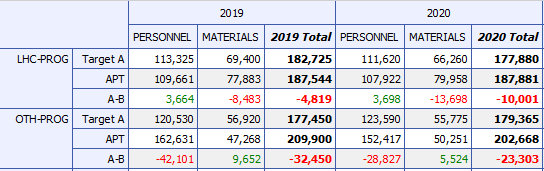 2019 2020
PERSONNEL MATERIALS 2019 Total PERSONNEL MATERIALS 2020 Total
LHC-PROG Target A 113,325 69,400 182,725 111,620 66,260 177,880
APT 109,661 77,883 187,544 107,922 79,958 187,881
A-B 3,664 -8,483 -4,819 3,698 -13,698 -10,001
OTH-PROG Target A 120,530 56,920 177,450 123,590 55,775 179,365
APT 162,631 47,268 209,900 152,417 50,251 202,668
A-B -42,101 9,652 -32,450 -28,827 5,524 -23,303